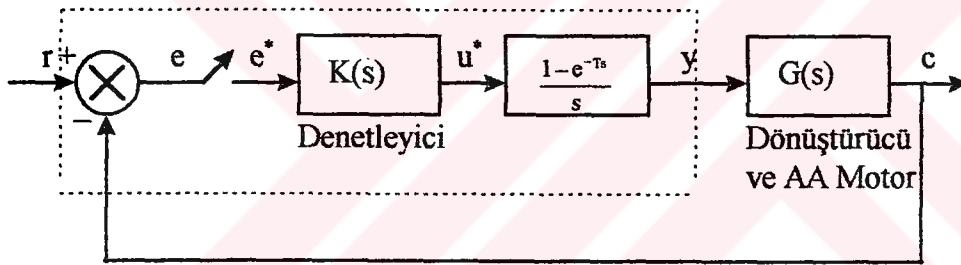 r + e e* K(s) u* 1-e^-Ts / s y G(s) c
−
Denetleyici
Dönüştürücü
ve AA Motor